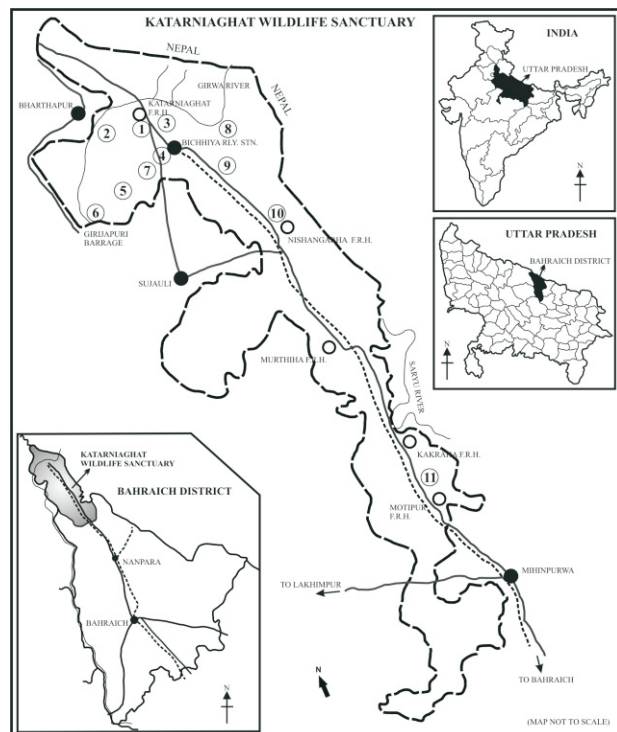 KATARNIAGHAT WILDLIFE SANCTUARY
NEPAL
GIRWA RIVER
NEPAL
BHARTHAPUR
KATARNIAGHAT
F.R.H.
1
2
3
8
BICHHIYA RLY. STN.
4
7
9
5
6
10
GIRIJAPURI
BARRAGE
NISHANGARHA F.R.H.
SUJAULI
MURTHIHA F.R.H.
SARYU RIVER
KAKRAHA F.R.H.
11
MOTIPUR
F.R.H.
MIHINPURWA
TO LAKHIMPUR
TO BAHRAICH
N
(MAP NOT TO SCALE)
INDIA
UTTAR PRADESH
N
UTTAR PRADESH
BAHRAICH DISTRICT
N
KATARNIAGHAT
WILDLIFE SANCTUARY
BAHRAICH DISTRICT
NANPARA
BAHRAICH
N